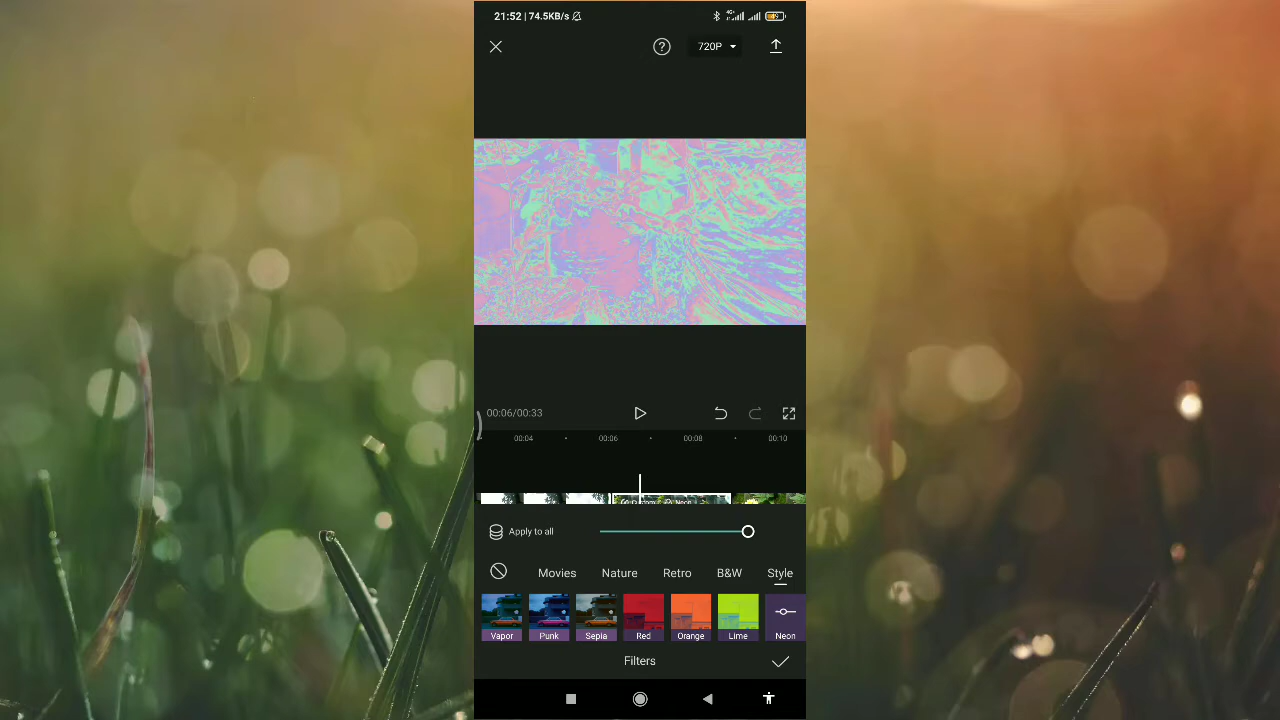 21:52 | 74.5KB/s
720P
00:06/00:33
00:04 00:06 00:08 00:10
Neon
Apply to all
Movies Nature Retro B&W Style
Vapor Punk Sepia Red Orange Lime Neon
Filters